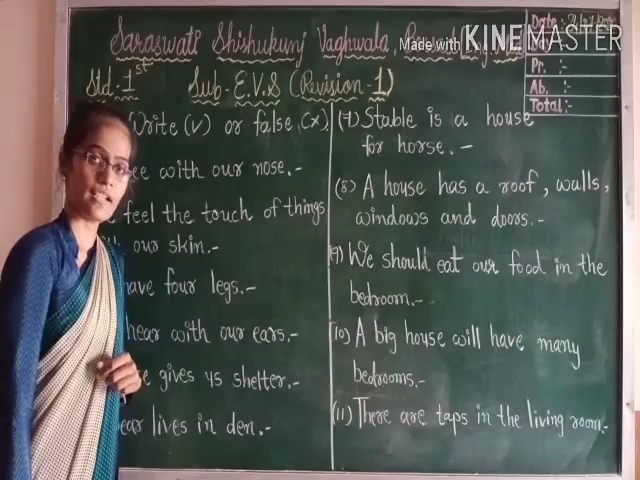 Saraswati Shishukunj Vaghwala,
Made with KINEMASTER
Date :-
Pr. :-
Ab. :-
Total:-
Std.-1st Sub-E.V.S (Revision-1)
Write (√) or false (x)
with our nose.-
feel the touch of things
our skin.-
have four legs.-
hear with our ears.-
gives us shelter.-
lives in den.-
(7) Stable is a house
for horse.-
(8) A house has a roof, walls,
windows and doors.-
(9) We should eat our food in the
bedroom.-
(10) A big house will have many
bedrooms.-
(11) There are taps in the living room.-